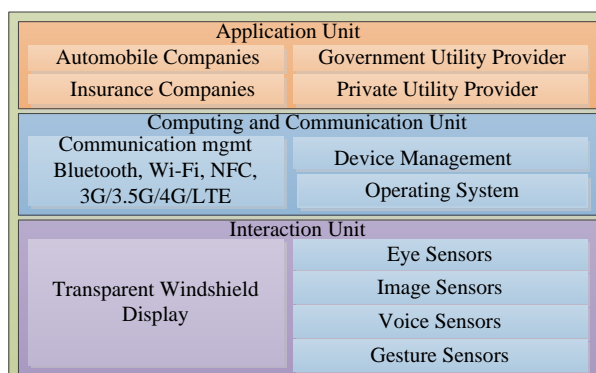 Application Unit
Automobile Companies
Government Utility Provider
Insurance Companies
Private Utility Provider
Computing and Communication Unit
Communication mgmt
Bluetooth, Wi-Fi, NFC,
3G/3.5G/4G/LTE
Device Management
Operating System
Interaction Unit
Transparent Windshield
Display
Eye Sensors
Image Sensors
Voice Sensors
Gesture Sensors